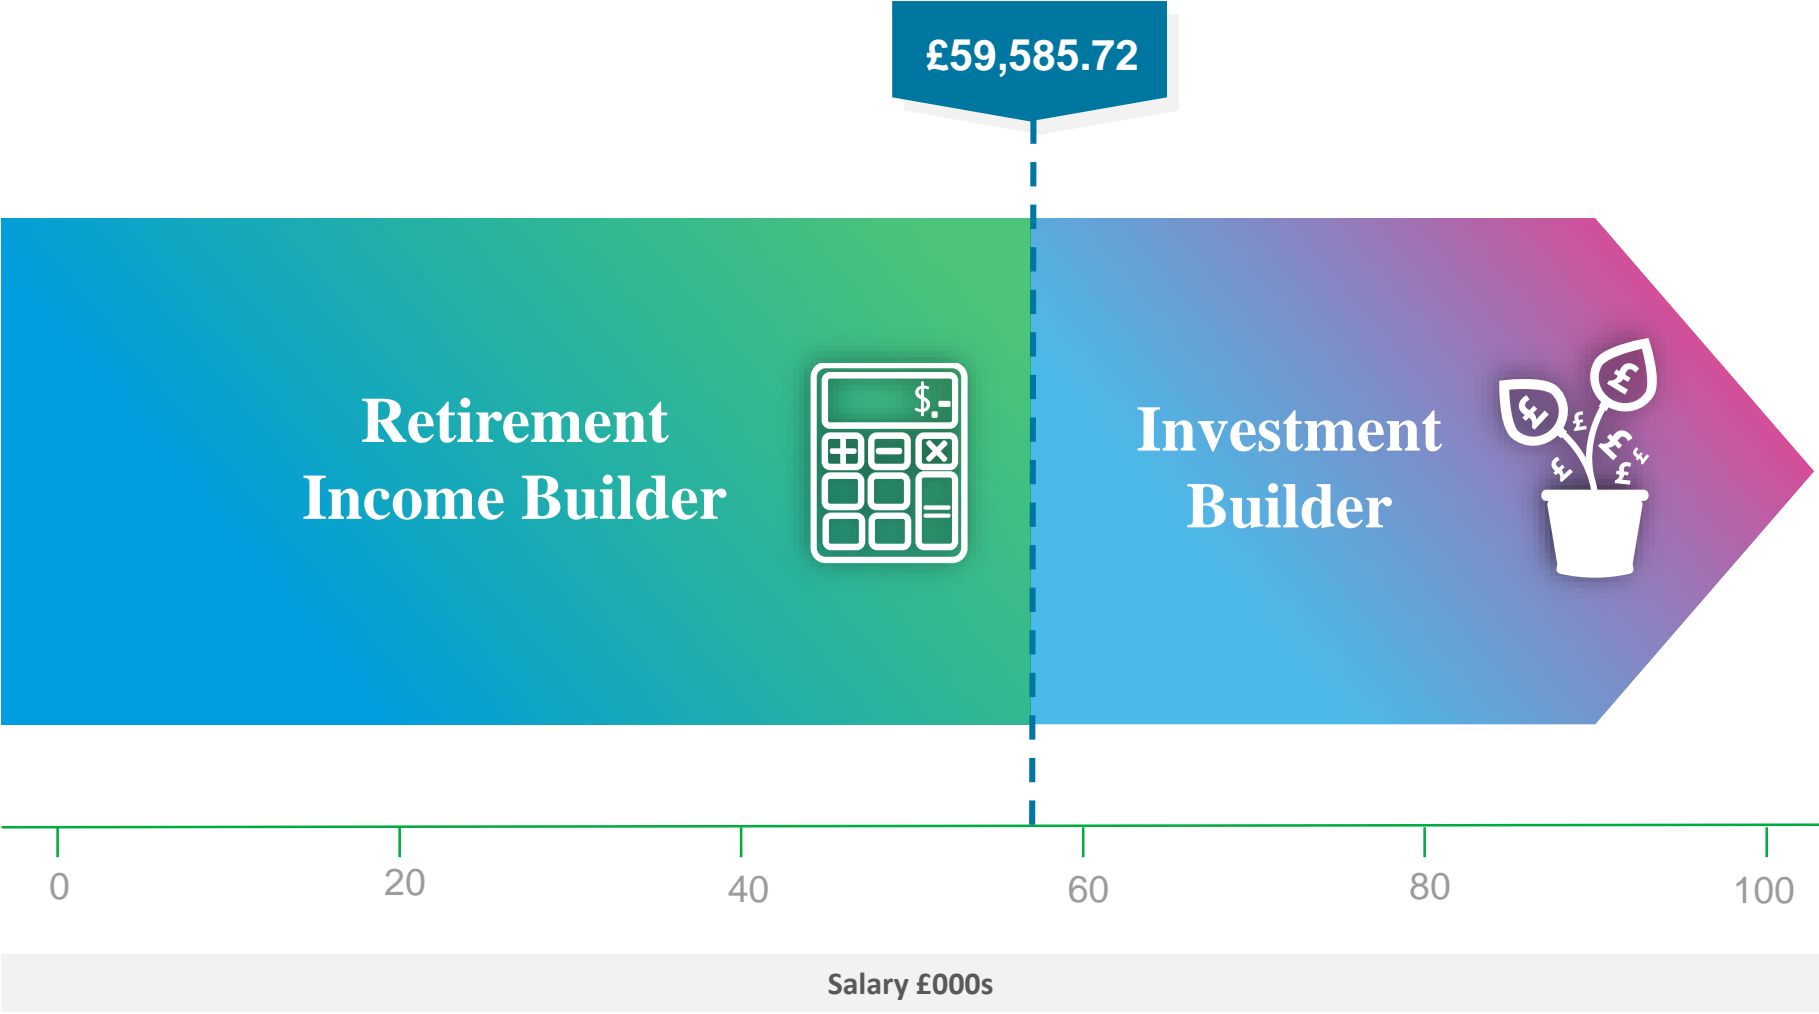 £59,585.72
Retirement
Income Builder
$.-
Investment
Builder
£ £ £ £ £ £ £
0 20 40 60 80 100
Salary £000s